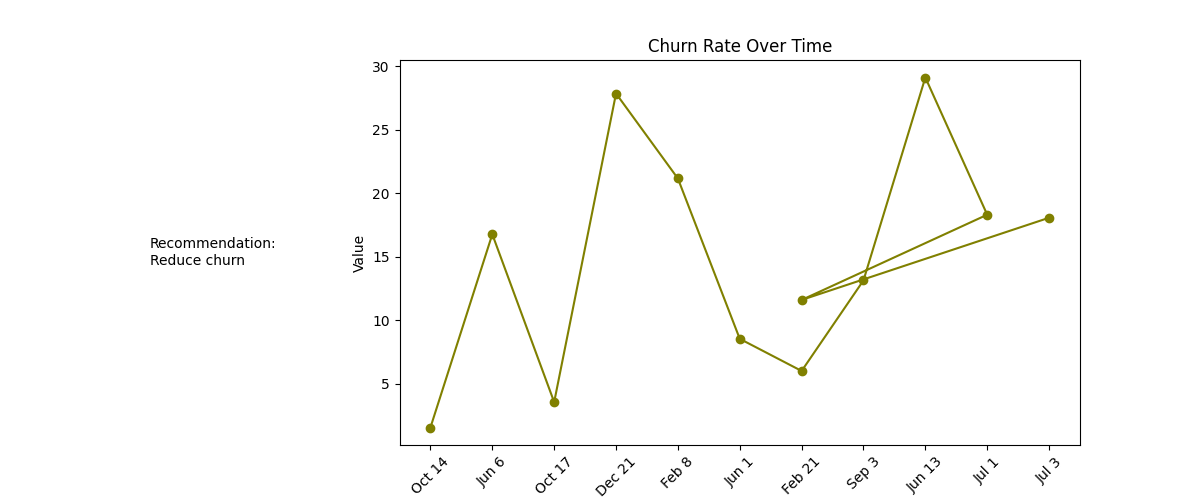 Churn Rate Over Time
Recommendation:
Reduce churn
Value
30
25
20
15
10
5
Oct 14
Jun 6
Oct 17
Dec 21
Feb 8
Jun 1
Feb 21
Sep 3
Jun 13
Jul 1
Jul 3